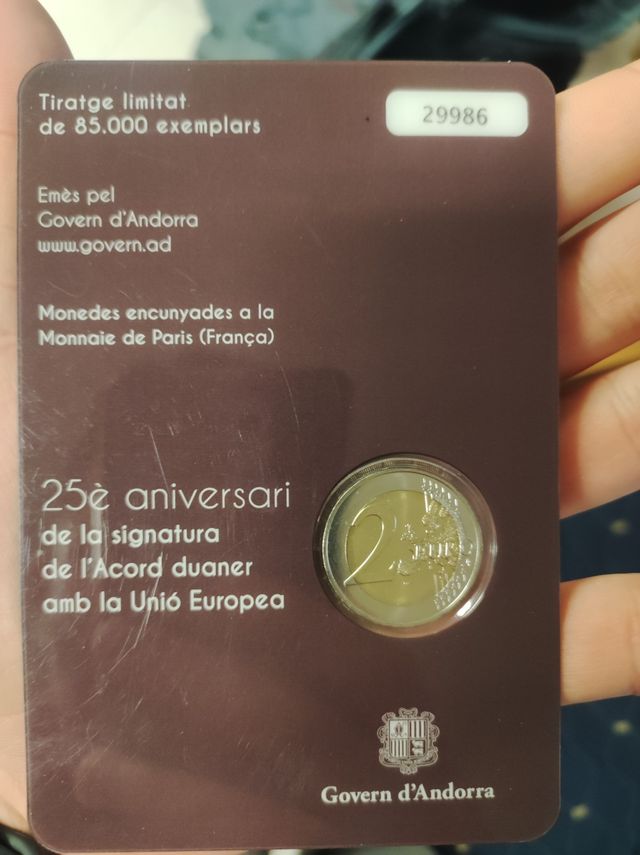 Tiratge limitat
de 85.000 exemplars
29986
Emès pel
Govern d'Andorra
www.govern.ad
Monedes encunyades a la
Monnaie de Paris (França)
25è aniversari
de la signatura
de l'Acord duaner
amb la Unió Europea
2 EURO
Govern d'Andorra